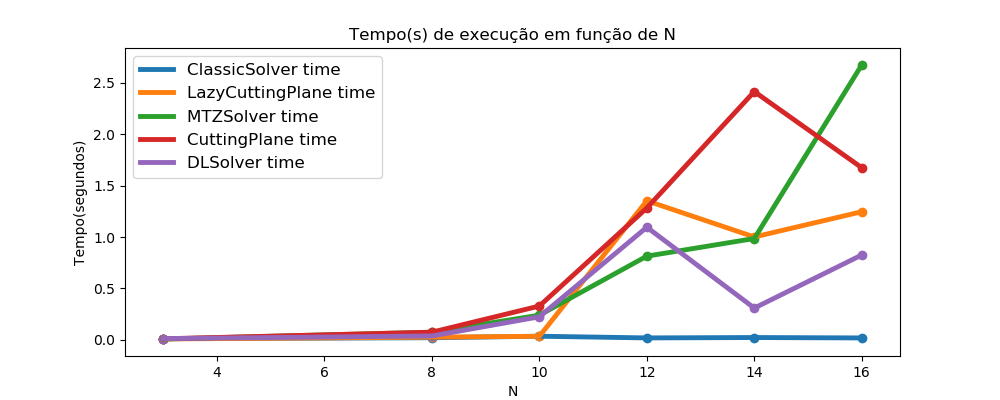 Tempo(s) de execução em função de N
ClassicSolver time
LazyCuttingPlane time
MTZSolver time
CuttingPlane time
DLSolver time
Tempo(segundos)
2.5
2.0
1.5
1.0
0.5
0.0
4 6 8 10 12 14 16
N